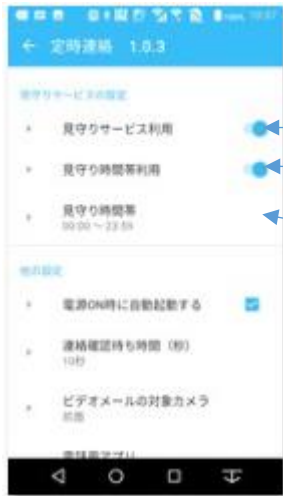 定時連絡 1.0.3
見守りサービスの設定
見守りサービス利用
見守り時間帯利用
見守り時間帯
00:00 ～ 23:59
他の設定
電源ON時に自動起動する
連絡確認待ち時間（秒）
10秒
ビデオメールの対象カメラ
前面